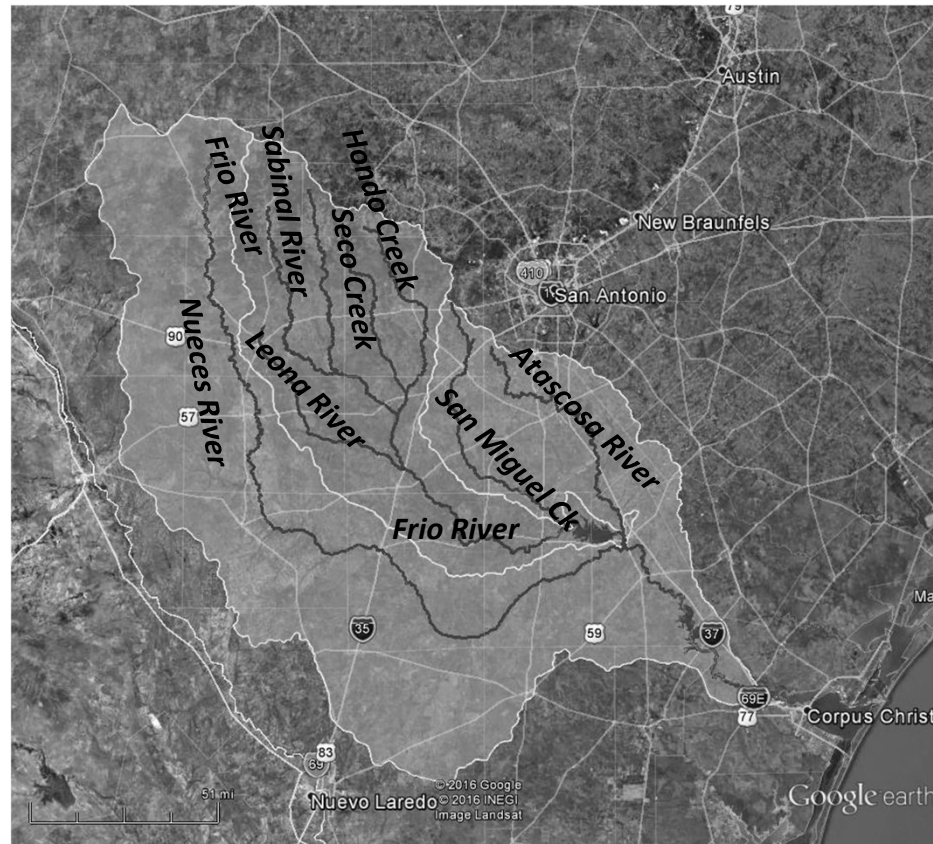 79
Austin
Frio River
Sabinal River
Hondo Creek
Seco Creek
New Braunfels
410
San Antonio
Nueces River
90
Leona River
Atascosa River
57
San Miguel Ck
Frio River
35
59
37
69E
77
Corpus Christ
83
69
Nuevo Laredo
51 mi
© 2016 Google
© 2016 INEGI
Image Landsat
Google earth
Ma